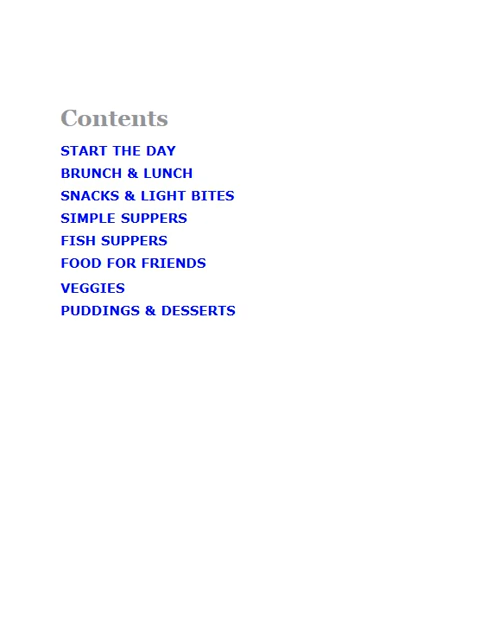 Contents
START THE DAY
BRUNCH & LUNCH
SNACKS & LIGHT BITES
SIMPLE SUPPERS
FISH SUPPERS
FOOD FOR FRIENDS
VEGGIES
PUDDINGS & DESSERTS